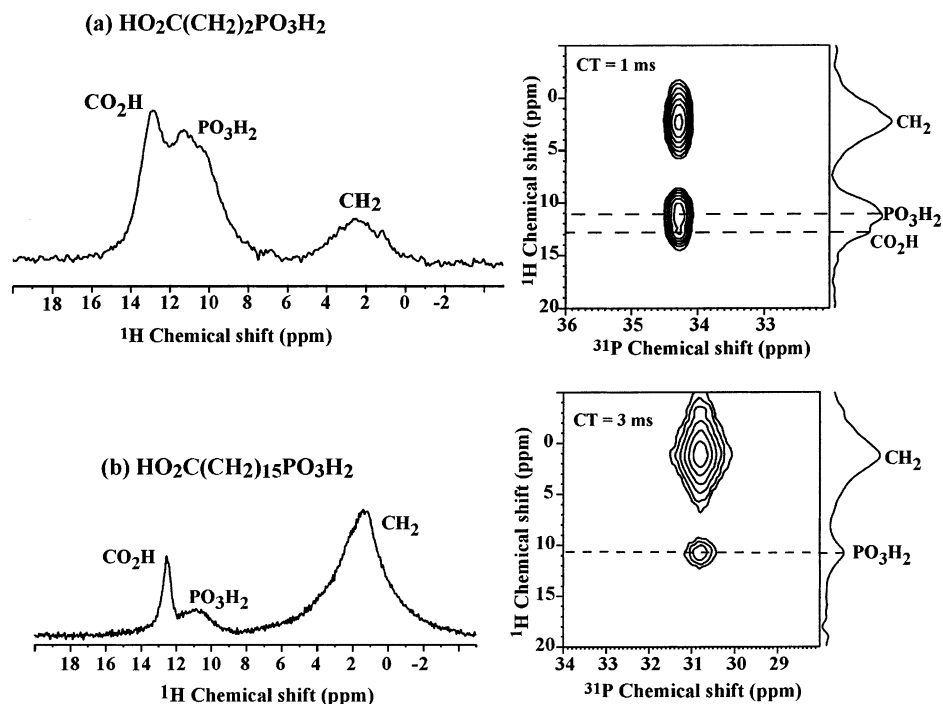 (a) HO2C(CH2)2PO3H2
CO2H
PO3H2
CH2
18 16 14 12 10 8 6 4 2 0 -2
1H Chemical shift (ppm)
CT = 1 ms
1H Chemical shift (ppm)
0
5
10
15
20
36 35 34 33
31P Chemical shift (ppm)
CH2
PO3H2
CO2H
(b) HO2C(CH2)15PO3H2
CO2H
PO3H2
CH2
18 16 14 12 10 8 6 4 2 0 -2
1H Chemical shift (ppm)
CT = 3 ms
1H Chemical shift (ppm)
0
5
10
15
20
34 33 32 31 30 29
31P Chemical shift (ppm)
CH2
PO3H2